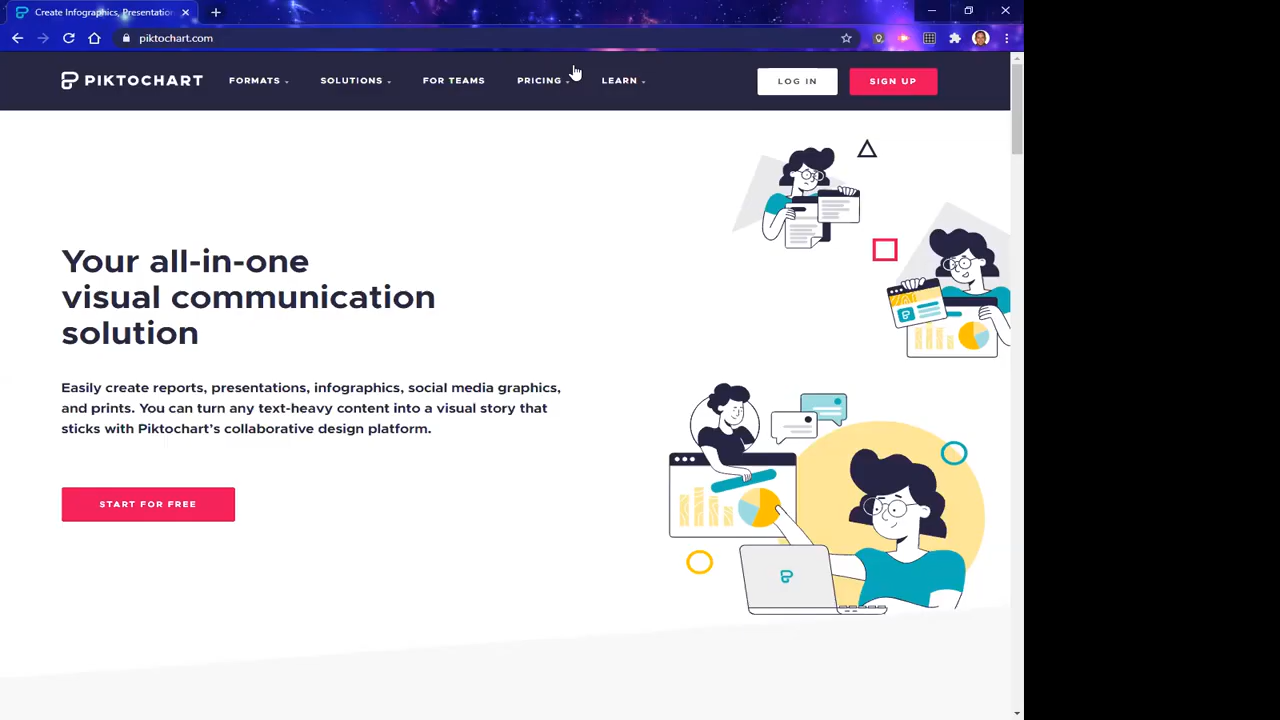 Create Infographics, Presentatio
piktochart.com
PIKTOCHART
FORMATS
SOLUTIONS
FOR TEAMS
PRICING
LEARN
LOG IN
SIGN UP
Your all-in-one
visual communication
solution
Easily create reports, presentations, infographics, social media graphics,
and prints. You can turn any text-heavy content into a visual story that
sticks with Piktochart's collaborative design platform.
START FOR FREE